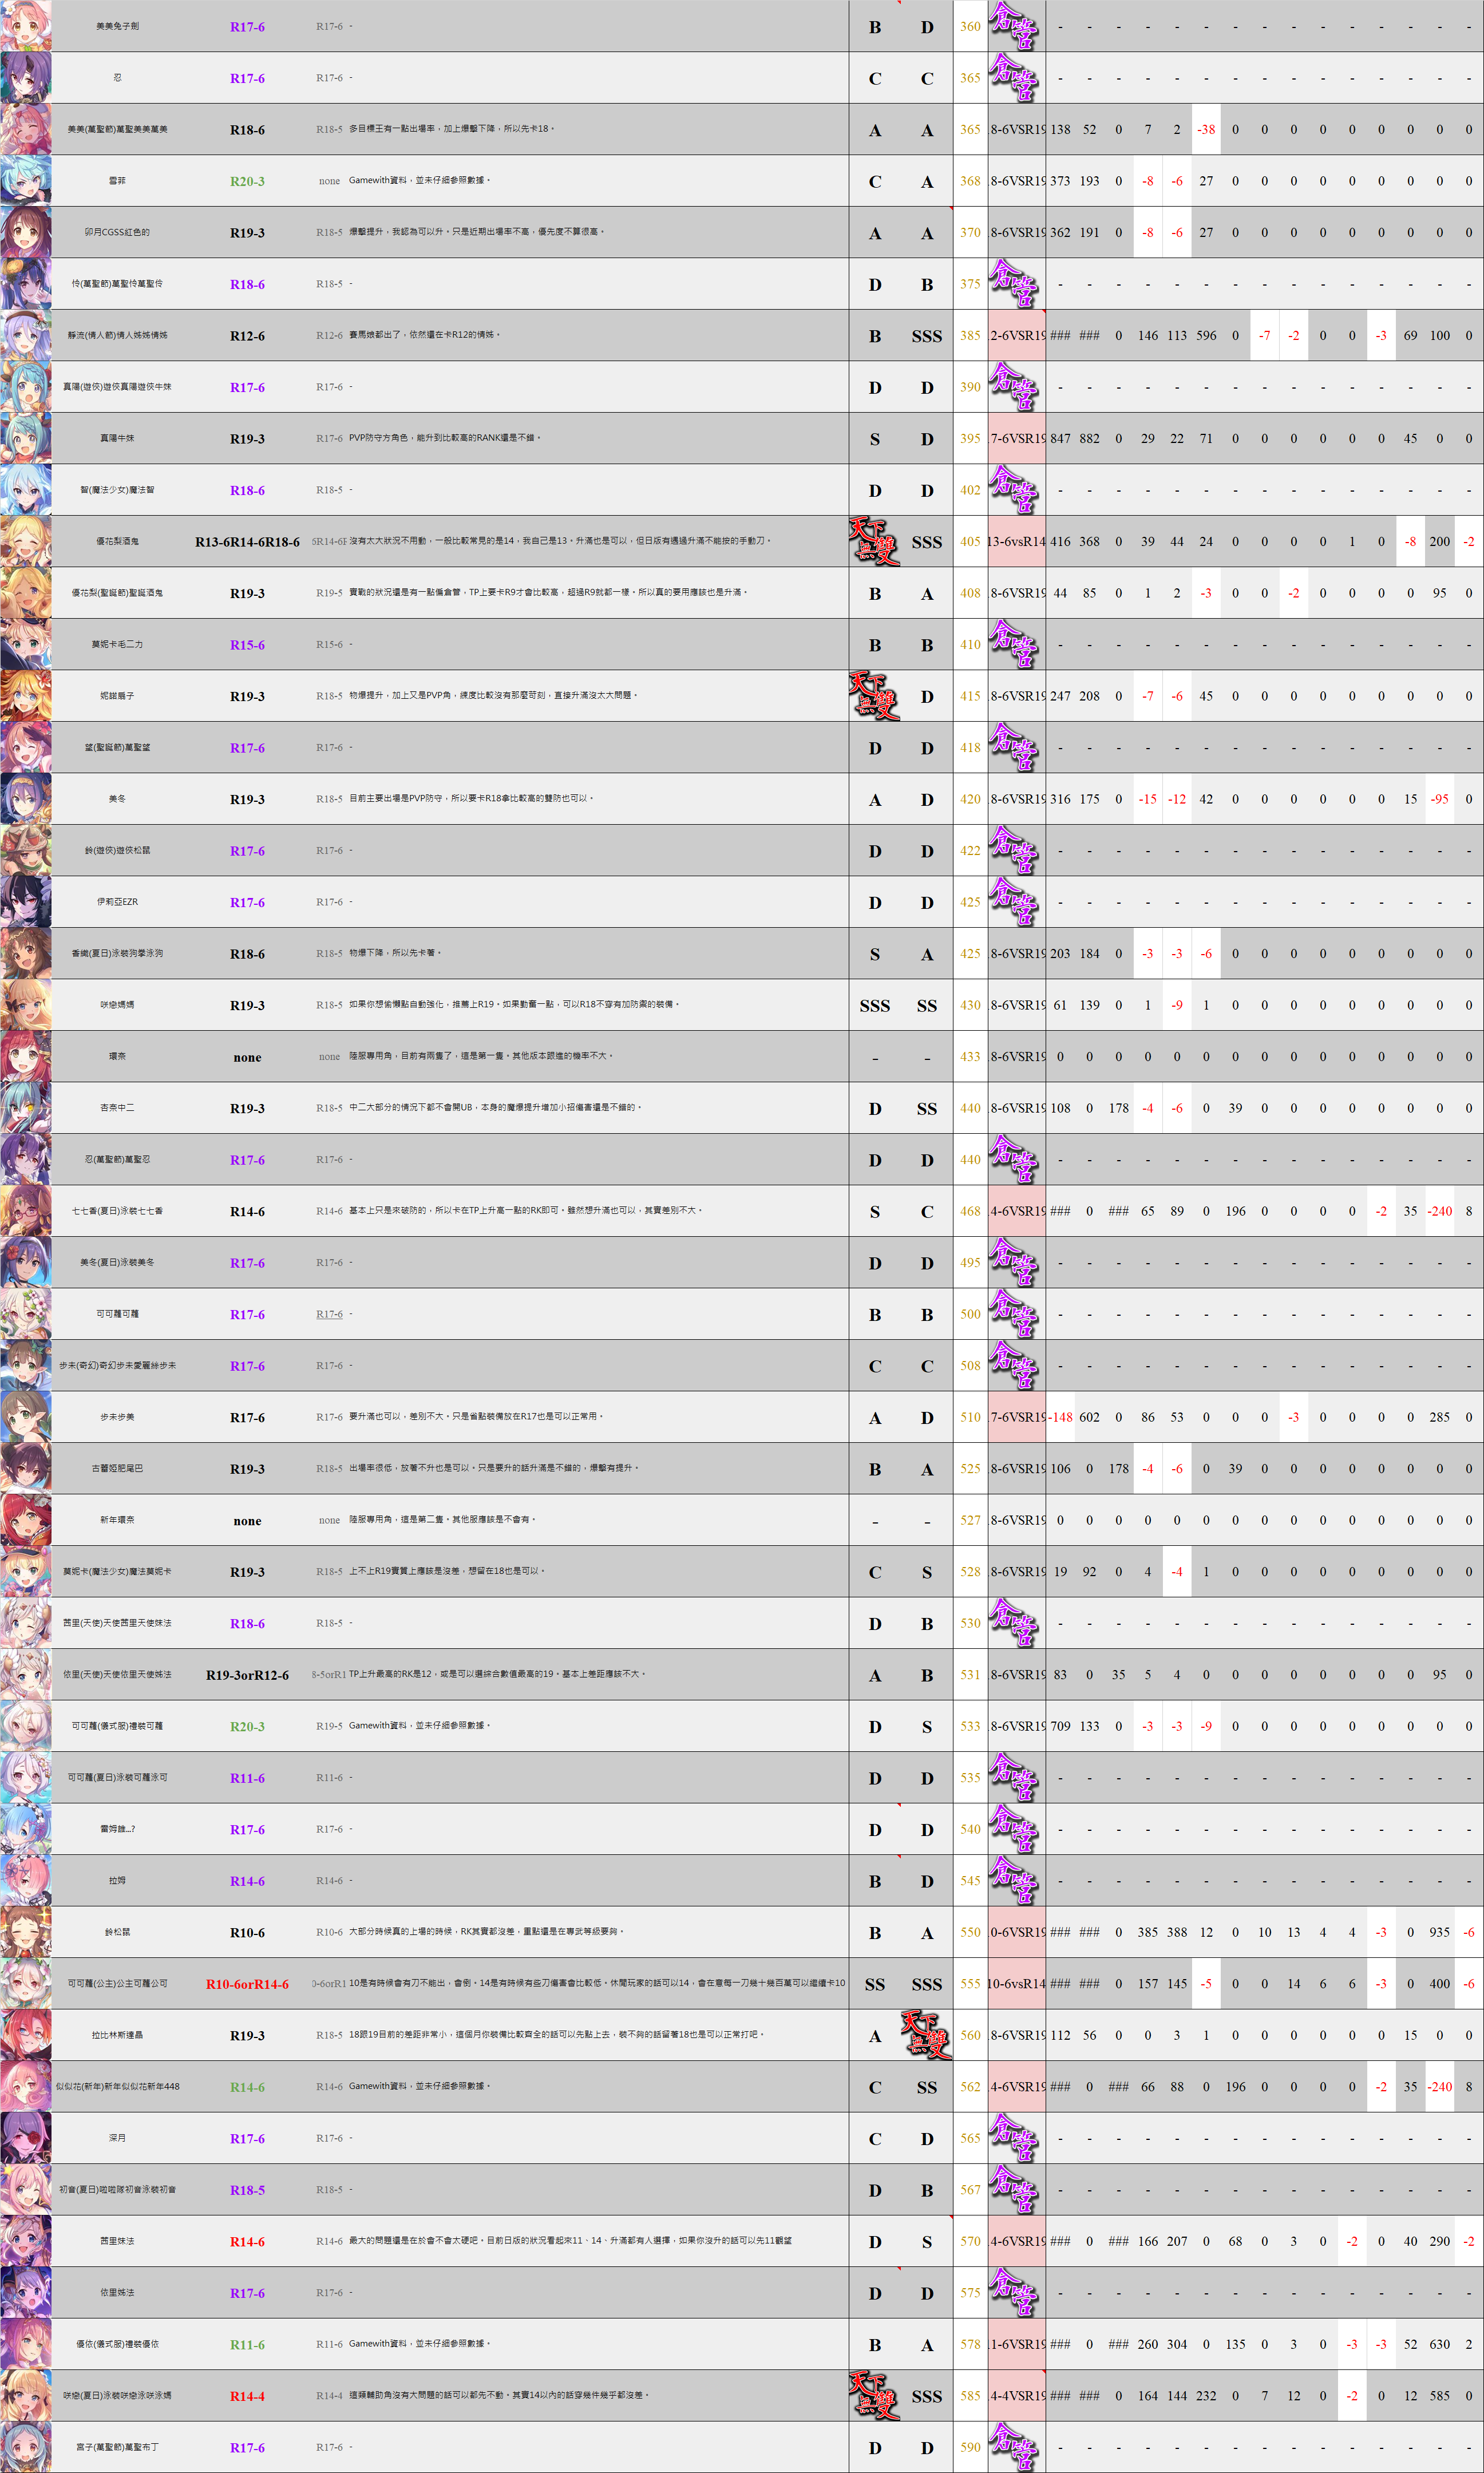 美美兔子劍 R17-6 R17-6 - B D 360 倉管 - - - - - - - - - - - - - - -
忍 R17-6 R17-6 - C C 365 倉管 - - - - - - - - - - - - - - -
美美(萬聖節)萬聖美美萬美 R18-6 R18-5 多目標王有一點出場率,加上爆擊下降,所以先卡18。 A A 365 8-6VSR19 138 52 0 7 2 -38 0 0 0 0 0 0 0 0 0
雪菲 R20-3 none Gamewith資料,並未仔細參照數據。 C A 368 8-6VSR19 373 193 0 -8 -6 27 0 0 0 0 0 0 0 0 0
卯月CGSS紅色的 R19-3 R18-5 爆擊提升,我認為可以升。只是近期出場率不高,優先度不算很高。 A A 370 8-6VSR19 362 191 0 -8 -6 27 0 0 0 0 0 0 0 0 0
怜(萬聖節)萬聖怜萬聖伶 R18-6 R18-5 - D B 375 倉管 - - - - - - - - - - - - - - -
靜流(情人節)情人姊姊情姊 R12-6 R12-6 賽馬娘都出了,依然還在卡R12的情姊。 B SSS 385 2-6VSR19 ### ### 0 146 113 596 0 -7 -2 0 0 -3 69 100 0
真陽(遊俠)遊俠真陽遊俠牛妹 R17-6 R17-6 - D D 390 倉管 - - - - - - - - - - - - - - -
真陽牛妹 R19-3 R17-6 PVP防守方角色,能升到比較高的RANK還是不錯。 S D 395 7-6VSR19 847 882 0 29 22 71 0 0 0 0 0 0 45 0 0
智(魔法少女)魔法智 R18-6 R18-5 - D D 402 倉管 - - - - - - - - - - - - - - -
優花梨酒鬼 R13-6R14-6R18-6 6R14-6F 沒有太大狀況不用動,一般比較常見的是14,我自己是13。升滿也是可以,但日版有遇過升滿不能按的手動刀。 天下無雙 SSS 405 13-6vsR14 416 368 0 39 44 24 0 0 0 0 1 0 -8 200 -2
優花梨(聖誕節)聖誕酒鬼 R19-3 R19-5 實戰的狀況還是有一點偏倉管,TP上要卡R9才會比較高,超過R9就都一樣。所以真的要用應該也是升滿。 B A 408 8-6VSR19 44 85 0 1 2 -3 0 0 -2 0 0 0 0 95 0
莫妮卡毛二力 R15-6 R15-6 - B B 410 倉管 - - - - - - - - - - - - - - -
妮諾扇子 R19-3 R18-5 物爆提升,加上又是PVP角,練度比較沒有那麼苛刻,直接升滿沒太大問題。 天下無雙 D 415 8-6VSR19 247 208 0 -7 -6 45 0 0 0 0 0 0 0 0 0
望(聖誕節)萬聖望 R17-6 R17-6 - D D 418 倉管 - - - - - - - - - - - - - - -
美冬 R19-3 R18-5 目前主要出場是PVP防守,所以要卡R18拿比較高的雙防也可以。 A D 420 8-6VSR19 316 175 0 -15 -12 42 0 0 0 0 0 0 15 -95 0
鈴(遊俠)遊俠松鼠 R17-6 R17-6 - D D 422 倉管 - - - - - - - - - - - - - - -
伊莉亞EZR R17-6 R17-6 - D D 425 倉管 - - - - - - - - - - - - - - -
香織(夏日)泳裝狗拳泳狗 R18-6 R18-5 物爆下降,所以先卡著。 S A 425 8-6VSR19 203 184 0 -3 -3 -6 0 0 0 0 0 0 0 0 0
咲戀媽媽 R19-3 R18-5 如果你想偷懶點自動強化,推薦上R19。如果勤奮一點,可以R18不穿有加防禦的裝備。 SSS SS 430 8-6VSR19 61 139 0 1 -9 1 0 0 0 0 0 0 0 0 0
環奈 none none 陸服專用角,目前有兩隻了,這是第一隻。其他版本跟進的機率不大。 - - 433 8-6VSR19 0 0 0 0 0 0 0 0 0 0 0 0 0 0 0
杏奈中二 R19-3 R18-5 中二大部分的情況下都不會開UB,本身的魔爆提升增加小招傷害還是不錯的。 D SS 440 8-6VSR19 108 0 178 -4 -6 0 39 0 0 0 0 0 0 0 0
忍(萬聖節)萬聖忍 R17-6 R17-6 - D D 440 倉管 - - - - - - - - - - - - - - -
七七香(夏日)泳裝七七香 R14-6 R14-6 基本上只是來破防的,所以卡在TP上升高一點的RK即可。雖然想升滿也可以,其實差別不大。 S C 468 4-6VSR19 ### 0 ### 65 89 0 196 0 0 0 0 -2 35 -240 8
美冬(夏日)泳裝美冬 R17-6 R17-6 - D D 495 倉管 - - - - - - - - - - - - - - -
可可蘿可蘿 R17-6 R17-6 - B B 500 倉管 - - - - - - - - - - - - - - -
步未(奇幻)奇幻步未愛麗絲步未 R17-6 R17-6 - C C 508 倉管 - - - - - - - - - - - - - - -
步未步美 R17-6 R17-6 要升滿也可以,差別不大。只是省點裝備放在R17也是可以正常用。 A D 510 7-6VSR19 -148 602 0 86 53 0 0 0 -3 0 0 0 0 285 0
古蕾婭肥尾巴 R19-3 R18-5 出場率很低,放著不升也是可以。只是要升的話升滿是不錯的,爆擊有提升。 B A 525 8-6VSR19 106 0 178 -4 -6 0 39 0 0 0 0 0 0 0 0
新年環奈 none none 陸服專用角,這是第二隻。其他服應該是不會有。 - - 527 8-6VSR19 0 0 0 0 0 0 0 0 0 0 0 0 0 0 0
莫妮卡(魔法少女)魔法莫妮卡 R19-3 R18-5 上不上R19實質上應該是沒差,想留在18也是可以。 C S 528 8-6VSR19 19 92 0 4 -4 1 0 0 0 0 0 0 0 0 0
茜里(天使)天使茜里天使妹法 R18-6 R18-5 - D B 530 倉管 - - - - - - - - - - - - - - -
依里(天使)天使依里天使姊法 R19-3orR12-6 8-5orR1 TP上升最高的RK是12,或是可以選綜合數值最高的19。基本上差距應該不大。 A B 531 8-6VSR19 83 0 35 5 4 0 0 0 0 0 0 0 0 95 0
可可蘿(儀式服)禮裝可蘿 R20-3 R19-5 Gamewith資料,並未仔細參照數據。 D S 533 8-6VSR19 709 133 0 -3 -3 -9 0 0 0 0 0 0 0 0 0
可可蘿(夏日)泳裝可蘿泳可 R11-6 R11-6 - D D 535 倉管 - - - - - - - - - - - - - - -
雷姆誰...? R17-6 R17-6 - D D 540 倉管 - - - - - - - - - - - - - - -
拉姆 R14-6 R14-6 - B D 545 倉管 - - - - - - - - - - - - - - -
鈴松鼠 R10-6 R10-6 大部分時候真的上場的時候,RK其實都沒差,重點還是在專武等級要夠。 B A 550 0-6VSR19 ### ### 0 385 388 12 0 10 13 4 4 -3 0 935 -6
可可蘿(公主)公主可蘿公可 R10-6orR14-6 0-6orR1 10是有時候會有刀不能出,會倒。14是有時候有些刀傷害會比較低。休閒玩家的話可以14,會在意每一刀幾十幾百萬可以繼續卡10 SS SSS 555 10-6vsR14 ### ### 0 157 145 -5 0 0 14 6 6 -3 0 400 -6
拉比林斯達晶 R19-3 R18-5 18跟19目前的差距非常小,這個月你裝備比較齊全的話可以先點上去,裝不夠的話留著18也是可以正常打吧。 A 天下無雙 560 8-6VSR19 112 56 0 0 3 1 0 0 0 0 0 0 15 0 0
似似花(新年)新年似似花新年448 R14-6 R14-6 Gamewith資料,並未仔細參照數據。 C SS 562 4-6VSR19 ### 0 ### 66 88 0 196 0 0 0 0 -2 35 -240 8
深月 R17-6 R17-6 - C D 565 倉管 - - - - - - - - - - - - - - -
初音(夏日)啦啦隊初音泳裝初音 R18-5 R18-5 - D B 567 倉管 - - - - - - - - - - - - - - -
茜里妹法 R14-6 R14-6 最大的問題還是在於會不會太硬吧。目前日版的狀況看起來11、14、升滿都有人選擇,如果你沒升的話可以先11觀望 D S 570 4-6VSR19 ### 0 ### 166 207 0 68 0 3 0 -2 0 40 290 -2
依里姊法 R17-6 R17-6 - D D 575 倉管 - - - - - - - - - - - - - - -
優依(儀式服)禮裝優依 R11-6 R11-6 Gamewith資料,並未仔細參照數據。 B A 578 1-6VSR19 ### 0 ### 260 304 0 135 0 3 0 -3 -3 52 630 2
咲戀(夏日)泳裝咲戀泳咲泳媽 R14-4 R14-4 這類輔助角沒有大問題的話可以都先不動。其實14以內的話穿幾件幾乎都沒差。 天下無雙 SSS 585 4-4VSR19 ### ### 0 164 144 232 0 7 12 0 -2 0 12 585 0
宮子(萬聖節)萬聖布丁 R17-6 R17-6 - D D 590 倉管 - - - - - - - - - - - - - - -